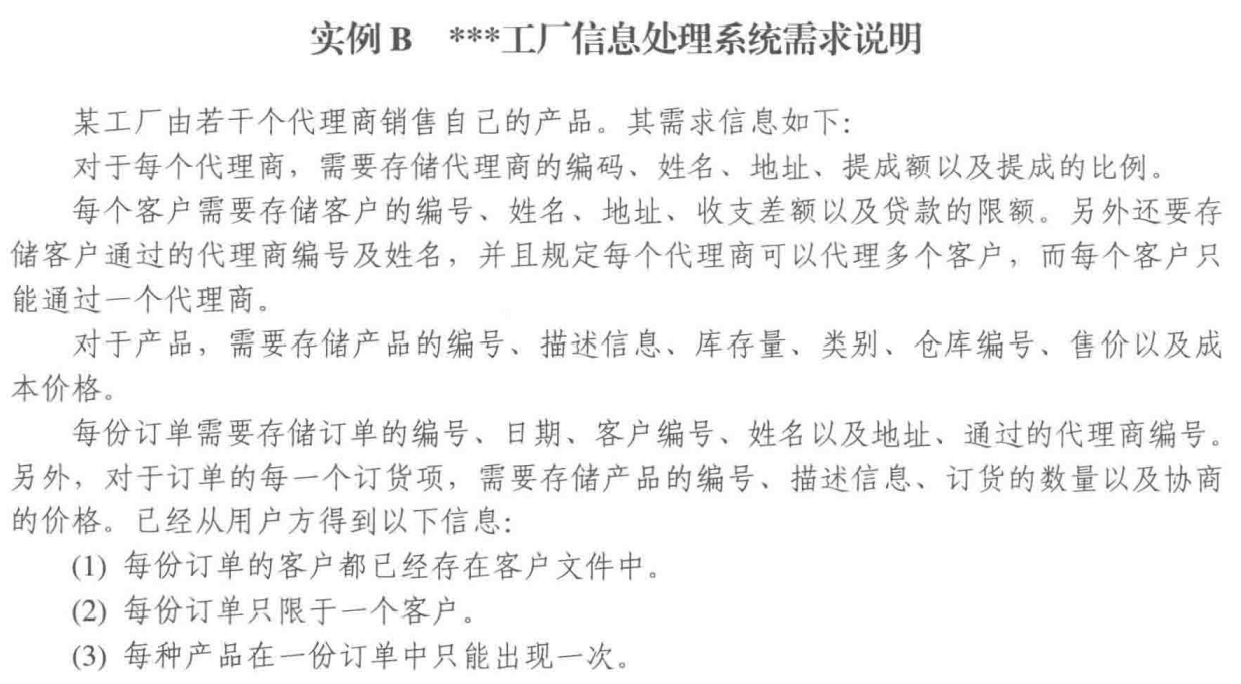 实例 B ***工厂信息处理系统需求说明
某工厂由若干个代理商销售自己的产品。其需求信息如下：
对于每个代理商，需要存储代理商的编码、姓名、地址、提成额以及提成的比例。
每个客户需要存储客户的编号、姓名、地址、收支差额以及贷款的限额。另外还要存
储客户通过的代理商编号及姓名，并且规定每个代理商可以代理多个客户，而每个客户只
能通过一个代理商。
对于产品，需要存储产品的编号、描述信息、库存量、类别、仓库编号、售价以及成
本价格。
每份订单需要存储订单的编号、日期、客户编号、姓名以及地址、通过的代理商编号。
另外，对于订单的每一个订货项，需要存储产品的编号、描述信息、订货的数量以及协商
的价格。已经从用户方得到以下信息：
(1) 每份订单的客户都已经存在客户文件中。
(2) 每份订单只限于一个客户。
(3) 每种产品在一份订单中只能出现一次。